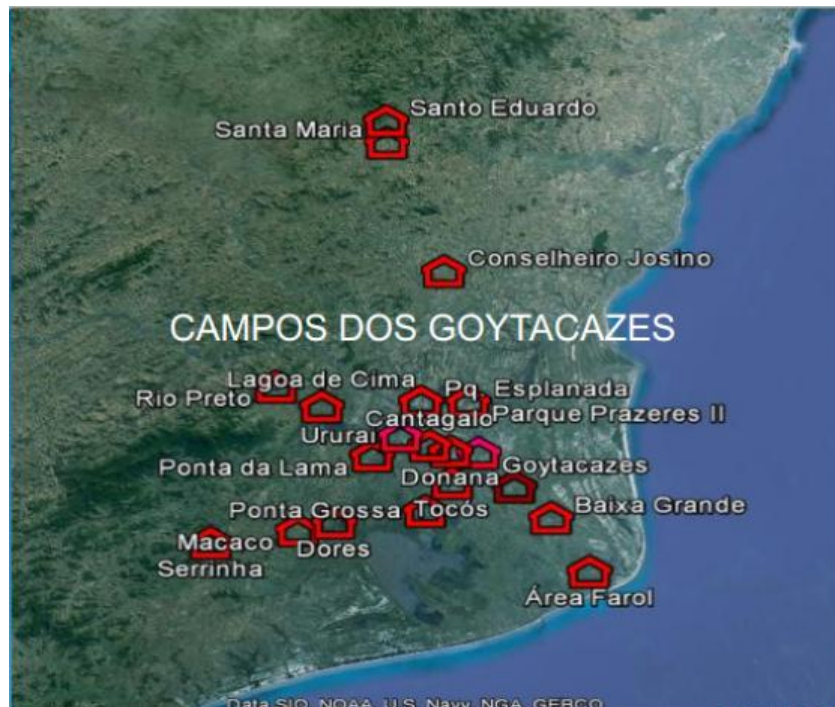 Santo Eduardo
Santa Maria
Conselheiro Josino
CAMPOS DOS GOYTACAZES
Lagoa de Cima
Pq. Esplanada
Rio Preto
Cantagalo
Parque Prazeres II
Ururai
Ponta da Lama
Donana
Goytacazes
Ponta Grossa
Tocós
Baixa Grande
Macaco
Dores
Serrinha
Área Farol
Data SIO, NOAA, U.S. Navy, NGA, GEBCO